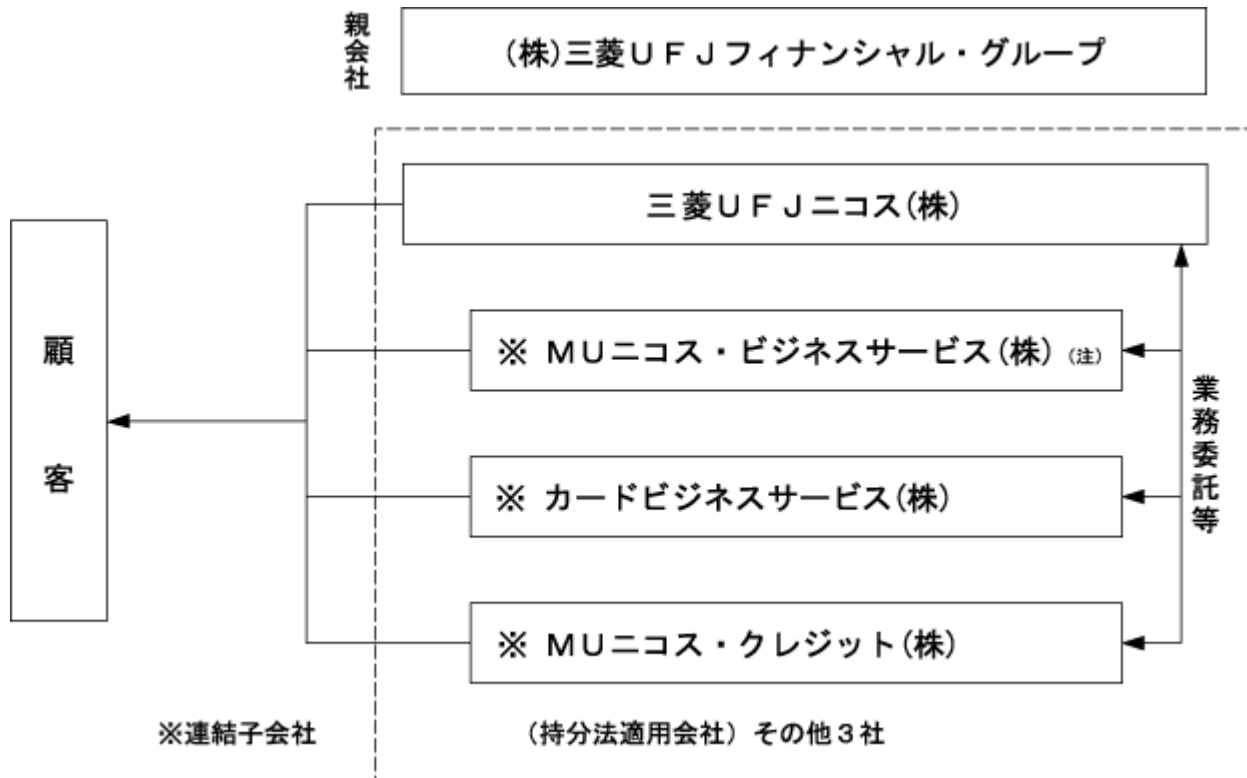 親会社
(株)三菱UFJフィナンシャル・グループ
三菱UFJニコス(株)
顧客
※ MUニコス・ビジネスサービス(株) (注)
※ カードビジネスサービス(株)
※ MUニコス・クレジット(株)
業務委託等
※連結子会社
(持分法適用会社) その他3社